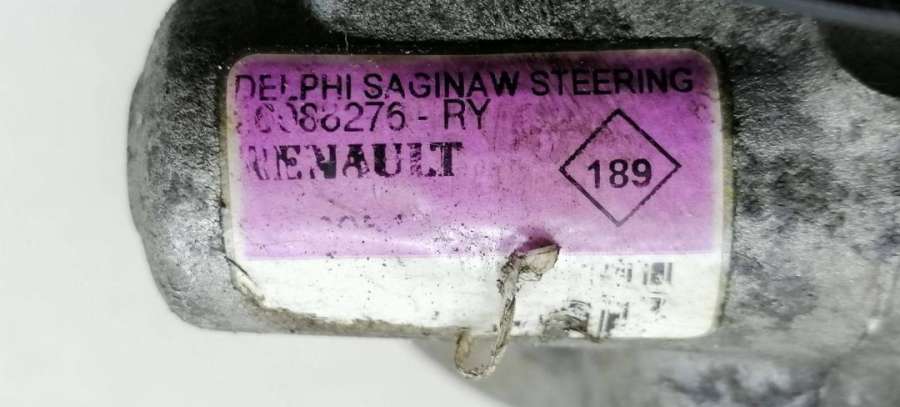 DELPHI SAGINAW STEERING
- RY
RENAULT
189